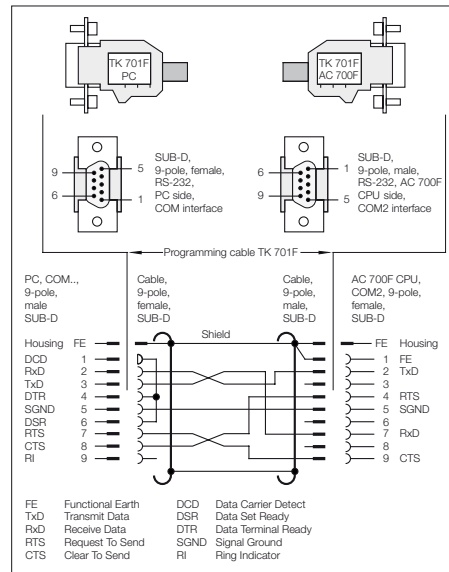 TK 701F
PC
TK 701F
AC 700F
9
6
5
1
SUB-D,
9-pole, female,
RS-232,
PC side,
COM interface
6
9
1
5
SUB-D,
9-pole, male,
RS-232, AC 700F
CPU side,
COM2 interface
Programming cable TK 701F
PC, COM..,
9-pole,
male
SUB-D
Cable,
9-pole,
female,
SUB-D
Cable,
9-pole,
male,
SUB-D
AC 700F CPU,
COM2, 9-pole,
female,
SUB-D
Shield
Housing FE FE Housing
DCD 1 1 FE
RxD 2 2 TxD
TxD 3 3
DTR 4 4 RTS
SGND 5 5 SGND
DSR 6 6
RTS 7 7 RxD
CTS 8 8
RI 9 9 CTS
FE Functional Earth DCD Data Carrier Detect
TxD Transmit Data DSR Data Set Ready
RxD Receive Data DTR Data Terminal Ready
RTS Request To Send SGND Signal Ground
CTS Clear To Send RI Ring Indicator